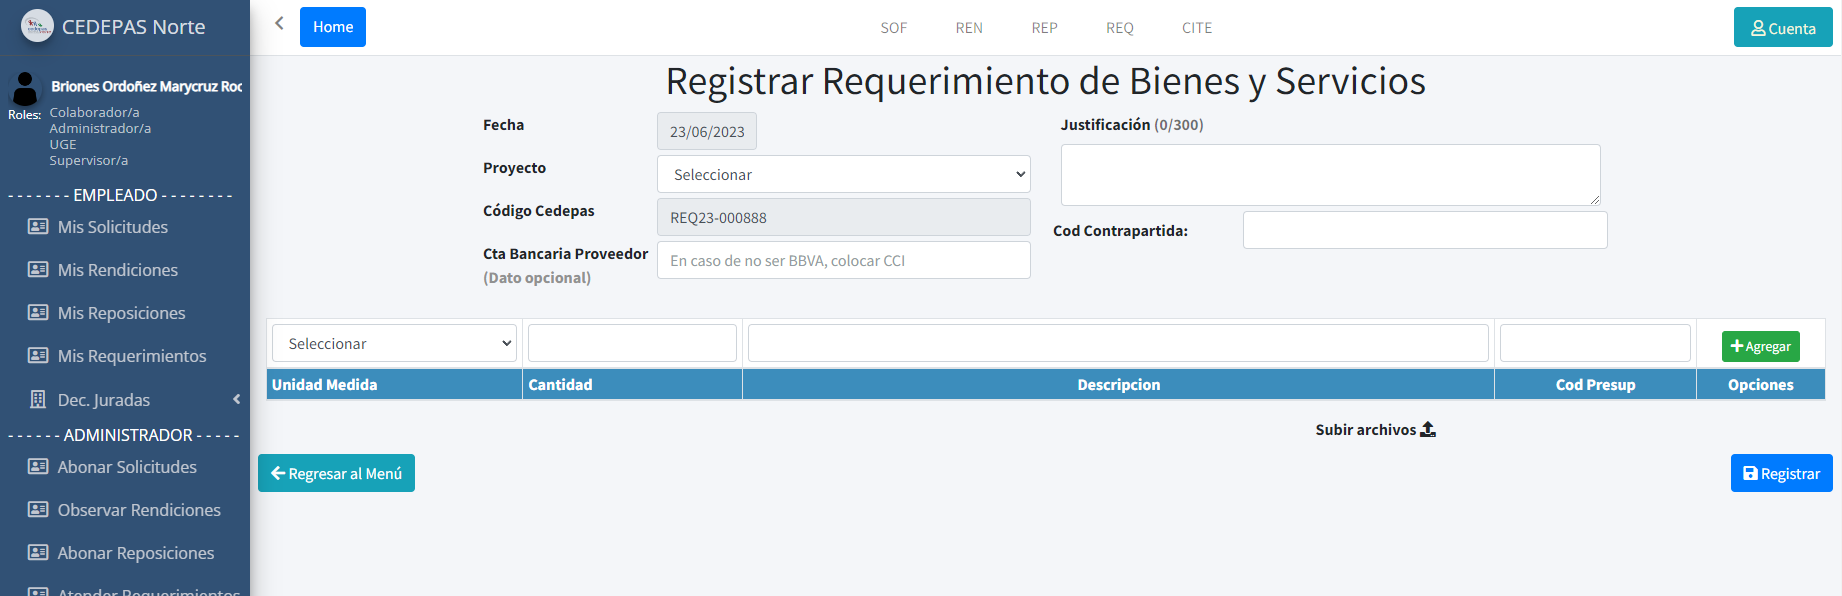 CEDEPAS Norte
Briones Ordoñez Marycruz Roc
Roles:
Colaborador/a
Administrador/a
UGE
Supervisor/a
- - - - - - - EMPLEADO - - - - - - - -
Mis Solicitudes
Mis Rendiciones
Mis Reposiciones
Mis Requerimientos
Dec. Juradas
- - - - - - ADMINISTRADOR - - - - -
Abonar Solicitudes
Observar Rendiciones
Abonar Reposiciones
Atender Requerimientos
Home
SOF REN REP REQ CITE
Cuenta
Registrar Requerimiento de Bienes y Servicios
Fecha
23/06/2023
Proyecto
Seleccionar
Código Cedepas
REQ23-000888
Cta Bancaria Proveedor
(Dato opcional)
En caso de no ser BBVA, colocar CCI
Justificación (0/300)
Cod Contrapartida:
Seleccionar
Agregar
Unidad Medida Cantidad Descripcion Cod Presup Opciones
Subir archivos
Regresar al Menú
Registrar